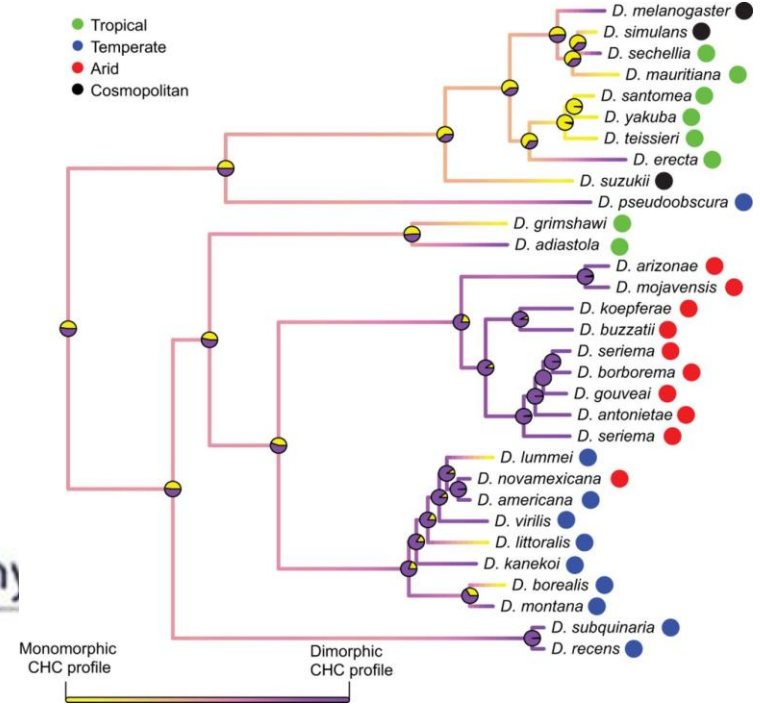 Tropical
Temperate
Arid
Cosmopolitan
D. melanogaster
D. simulans
D. sechellia
D. mauritiana
D. santomea
D. yakuba
D. teissieri
D. erecta
D. suzukii
D. pseudoobscura
D. grimshawi
D. adiastola
D. arizonae
D. mojavensis
D. koepferae
D. buzzatii
D. seriema
D. borborema
D. gouveai
D. antonietae
D. seriema
D. lummei
D. novamexicana
D. americana
D. virilis
D. littoralis
D. kanekoi
D. borealis
D. montana
D. subquinaria
D. recens
Monomorphic
CHC profile
Dimorphic
CHC profile